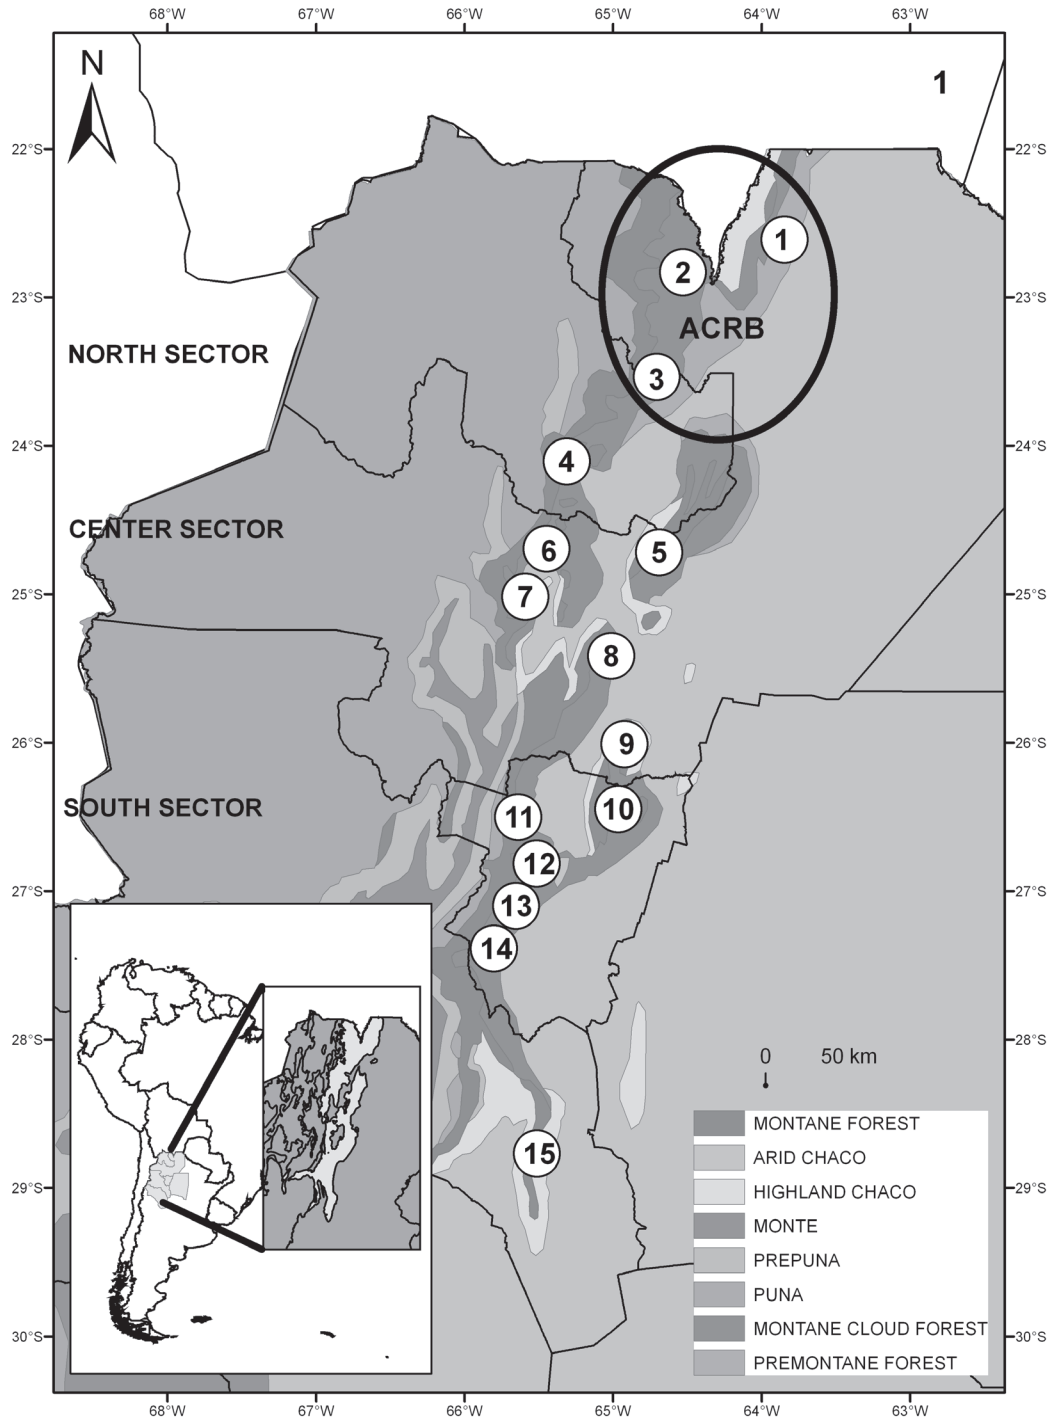 68°W 67°W 66°W 65°W 64°W 63°W
N
1
22°S 22°S
1
2
23°S 23°S
ACRB
NORTH SECTOR
3
24°S 24°S
4
CENTER SECTOR
6
5
7
25°S 25°S
8
26°S 26°S
9
SOUTH SECTOR
10
11
12
27°S 27°S
13
14
28°S 28°S
0 50 km
MONTANE FOREST
15
ARID CHACO
29°S 29°S
HIGHLAND CHACO
MONTE
PREPUNA
PUNA
MONTANE CLOUD FOREST
30°S 30°S
PREMONTANE FOREST
68°W 67°W 66°W 65°W 64°W 63°W